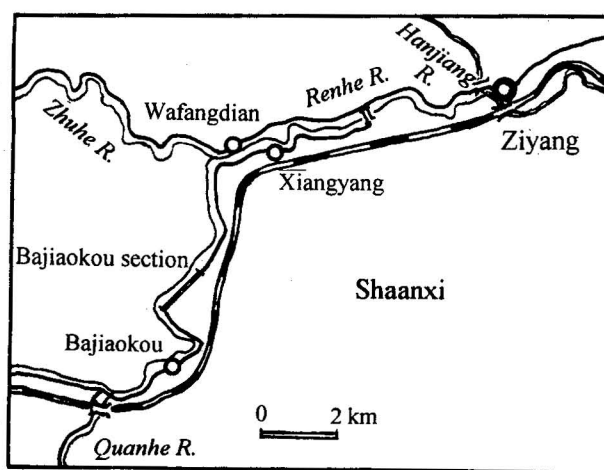 Hanjiang
R.
Renhe R.
Wafangdian
Zhuhe R.
Ziyang
Xiangyang
Bajiaokou section
Shaanxi
Bajiaokou
0 2 km
Quanhe R.